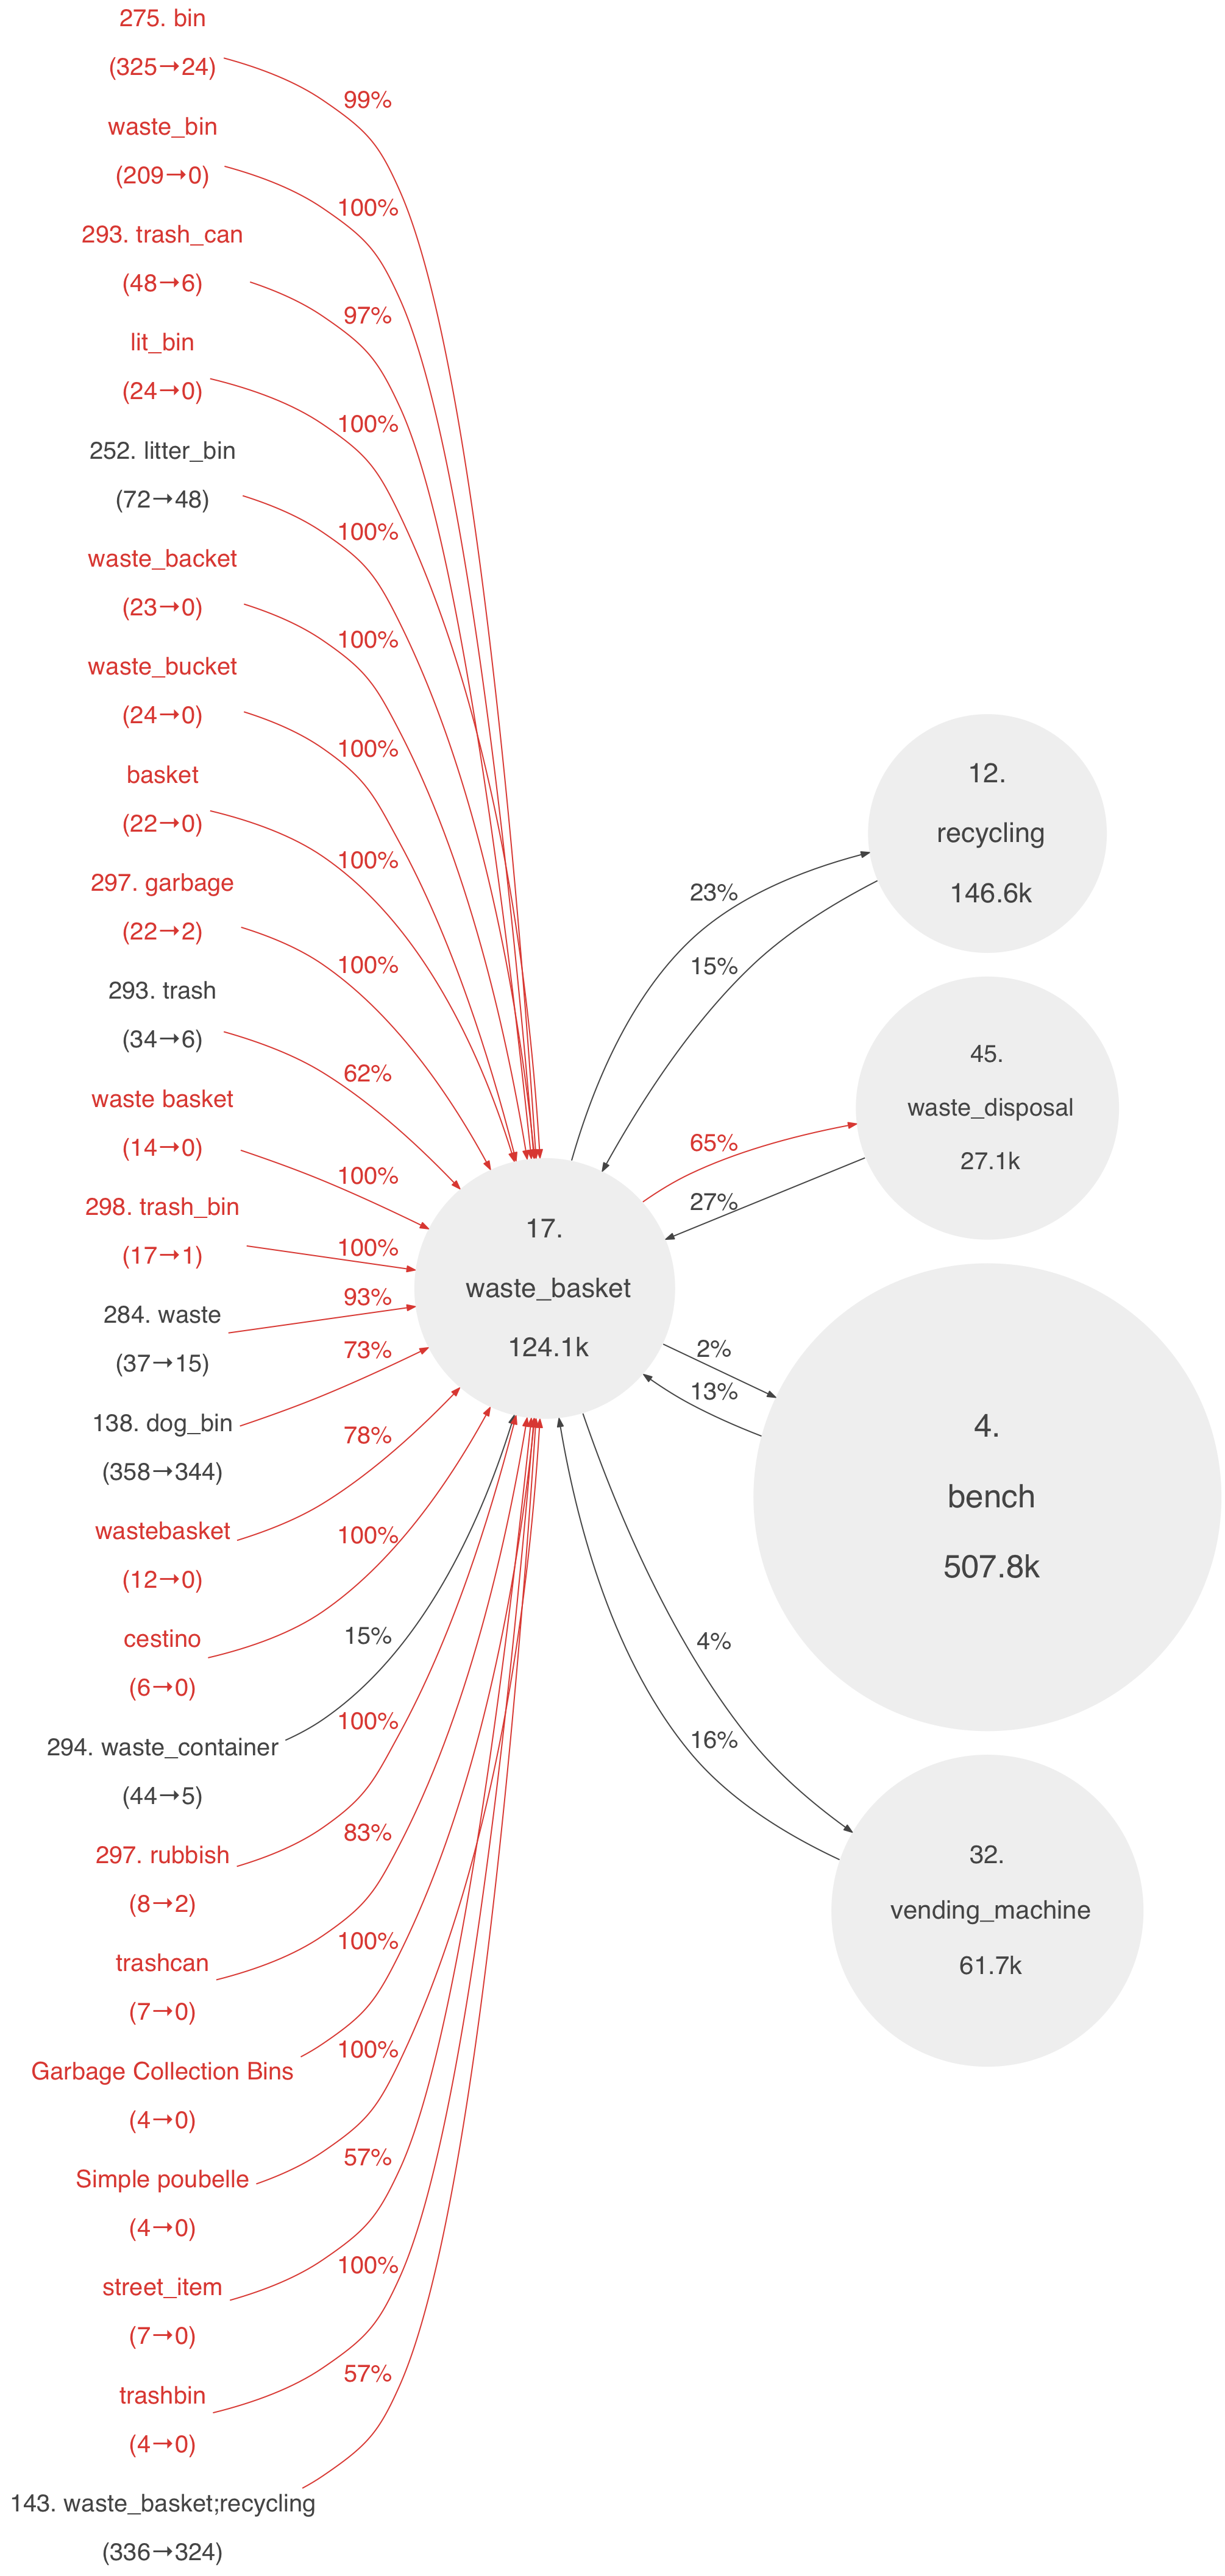 275. bin
(325→24)
99%
waste_bin
(209→0)
100%
293. trash_can
(48→6)
97%
lit_bin
(24→0)
100%
252. litter_bin
(72→48)
100%
waste_backet
(23→0)
100%
waste_bucket
(24→0)
100%
basket
(22→0)
100%
297. garbage
(22→2)
100%
293. trash
(34→6)
62%
waste basket
(14→0)
100%
298. trash_bin
(17→1)
100%
284. waste
(37→15)
93%
138. dog_bin
(358→344)
73%
wastebasket
(12→0)
78%
cestino
(6→0)
100%
294. waste_container
(44→5)
15%
297. rubbish
(8→2)
100%
trashcan
(7→0)
83%
Garbage Collection Bins
(4→0)
100%
Simple poubelle
(4→0)
100%
street_item
(7→0)
57%
trashbin
(4→0)
100%
143. waste_basket;recycling
(336→324)
57%
17.
waste_basket
124.1k
23%
15%
65%
27%
2%
13%
4%
16%
12.
recycling
146.6k
45.
waste_disposal
27.1k
4.
bench
507.8k
32.
vending_machine
61.7k